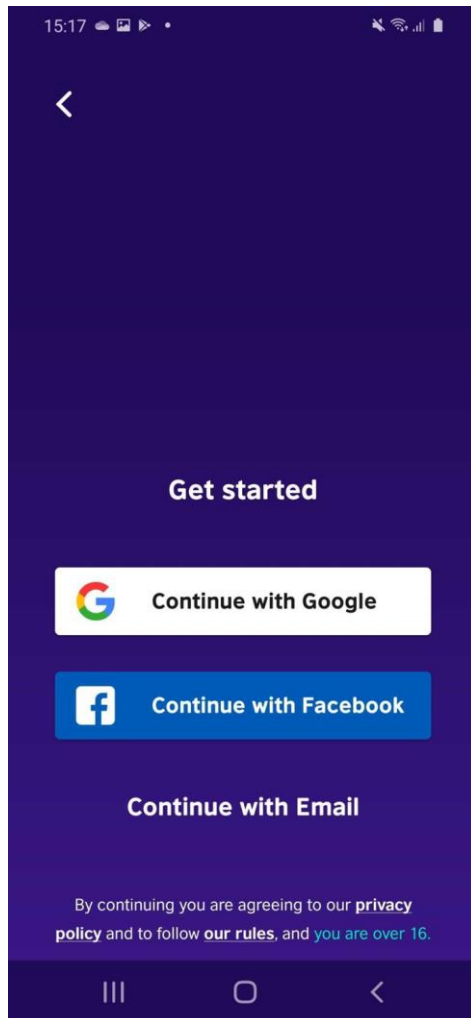 15:17
Get started
Continue with Google
Continue with Facebook
Continue with Email
By continuing you are agreeing to our privacy
policy and to follow our rules, and you are over 16.